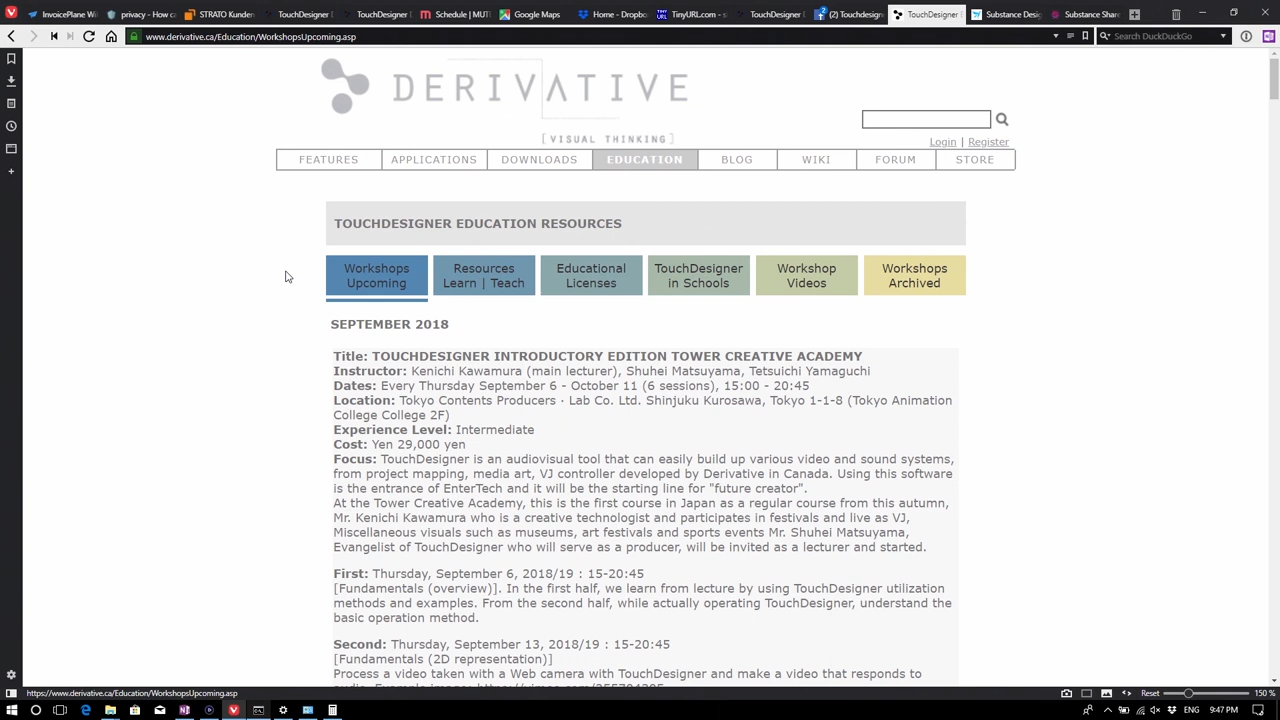 InvoicePlane Wi
privacy - How ca
STRATO Kunden
TouchDesigner D
TouchDesigner D
Schedule | MUTE
Google Maps
Home - Dropbo
TinyURL.com - s
TouchDesigner D
(2) Touchdesign
TouchDesigner E
Substance Desig
Substance Share
www.derivative.ca/Education/WorkshopsUpcoming.asp
Search DuckDuckGo
DERIVATIVE
[VISUAL THINKING]
Login | Register
FEATURES
APPLICATIONS
DOWNLOADS
EDUCATION
BLOG
WIKI
FORUM
STORE
TOUCHDESIGNER EDUCATION RESOURCES
Workshops
Upcoming
Resources
Learn | Teach
Educational
Licenses
TouchDesigner
in Schools
Workshop
Videos
Workshops
Archived
SEPTEMBER 2018
Title: TOUCHDESIGNER INTRODUCTORY EDITION TOWER CREATIVE ACADEMY
Instructor: Kenichi Kawamura (main lecturer), Shuhei Matsuyama, Tetsuichi Yamaguchi
Dates: Every Thursday September 6 - October 11 (6 sessions), 15:00 - 20:45
Location: Tokyo Contents Producers · Lab Co. Ltd. Shinjuku Kurosawa, Tokyo 1-1-8 (Tokyo Animation
College College 2F)
Experience Level: Intermediate
Cost: Yen 29,000 yen
Focus: TouchDesigner is an audiovisual tool that can easily build up various video and sound systems,
from project mapping, media art, VJ controller developed by Derivative in Canada. Using this software
is the entrance of EnterTech and it will be the starting line for "future creator".
At the Tower Creative Academy, this is the first course in Japan as a regular course from this autumn,
Mr. Kenichi Kawamura who is a creative technologist and participates in festivals and live as VJ,
Miscellaneous visuals such as museums, art festivals and sports events Mr. Shuhei Matsuyama,
Evangelist of TouchDesigner who will serve as a producer, will be invited as a lecturer and started.
First: Thursday, September 6, 2018/19 : 15-20:45
[Fundamentals (overview)]. In the first half, we learn from lecture by using TouchDesigner utilization
methods and examples. From the second half, while actually operating TouchDesigner, understand the
basic operation method.
Second: Thursday, September 13, 2018/19 : 15-20:45
[Fundamentals (2D representation)]
Process a video taken with a Web camera with TouchDesigner and make a video that responds to
https://www.derivative.ca/Education/WorkshopsUpcoming.asp
Reset
150 %
ENG
9:47 PM